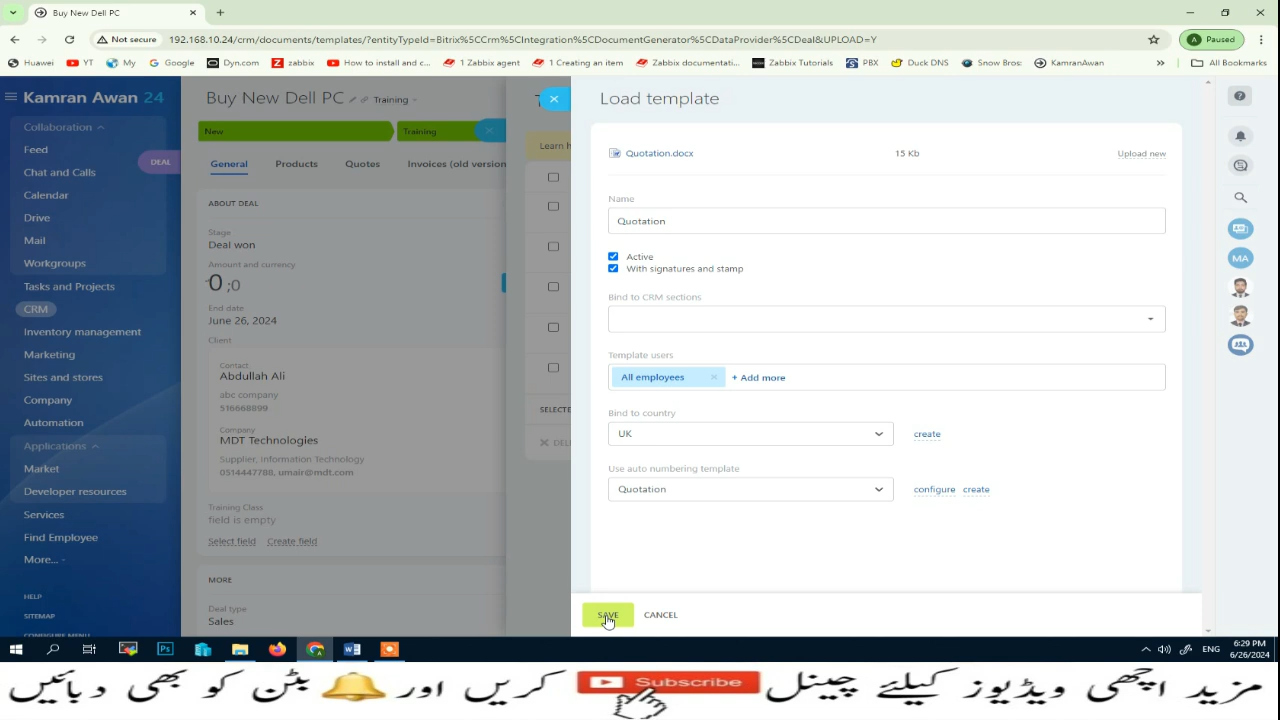 Buy New Dell PC
Not secure
192.168.10.24/crm/documents/templates/?entityTypeId=Bitrix%5CCrm%5CIntegration%5CDocumentGenerator%5CDataProvider%5CDeal&UPLOAD=Y
Paused
Huawei YT My Google Dyn.com zabbix How to install and c... 1 Zabbix agent 1 Creating an item Zabbix documentati... Zabbix Tutorials PBX Duck DNS Snow Bros: KamranAwan All Bookmarks
Kamran Awan 24
Collaboration
Feed
Chat and Calls
Calendar
Drive
Mail
Workgroups
Tasks and Projects
CRM
Inventory management
Marketing
Sites and stores
Company
Automation
Applications
Market
Developer resources
Services
Find Employee
More...
HELP
SITEMAP
CONFIGURE MENU
DEAL
Buy New Dell PC Training
New Training
General Products Quotes Invoices (old version
ABOUT DEAL
Stage
Deal won
Amount and currency
0 ;0
End date
June 26, 2024
Client
Contact
Abdullah Ali
abc company
516668899
Company
MDT Technologies
Supplier, Information Technology
0514447788, umair@mdt.com
Training Class
field is empty
Select field Create field
MORE
Deal type
Sales
Learn h
SELECTE
DEL
Load template
Quotation.docx 15 Kb Upload new
Name
Quotation
Active
With signatures and stamp
Bind to CRM sections
Template users
All employees + Add more
Bind to country
UK create
Use auto numbering template
Quotation configure create
SAVE CANCEL
MA
ENG 6:29 PM
6/26/2024
مزید اچھی ویڈیوز کیلئے چینل Subscribe کریں اور بٹن کو بھی دبائیں